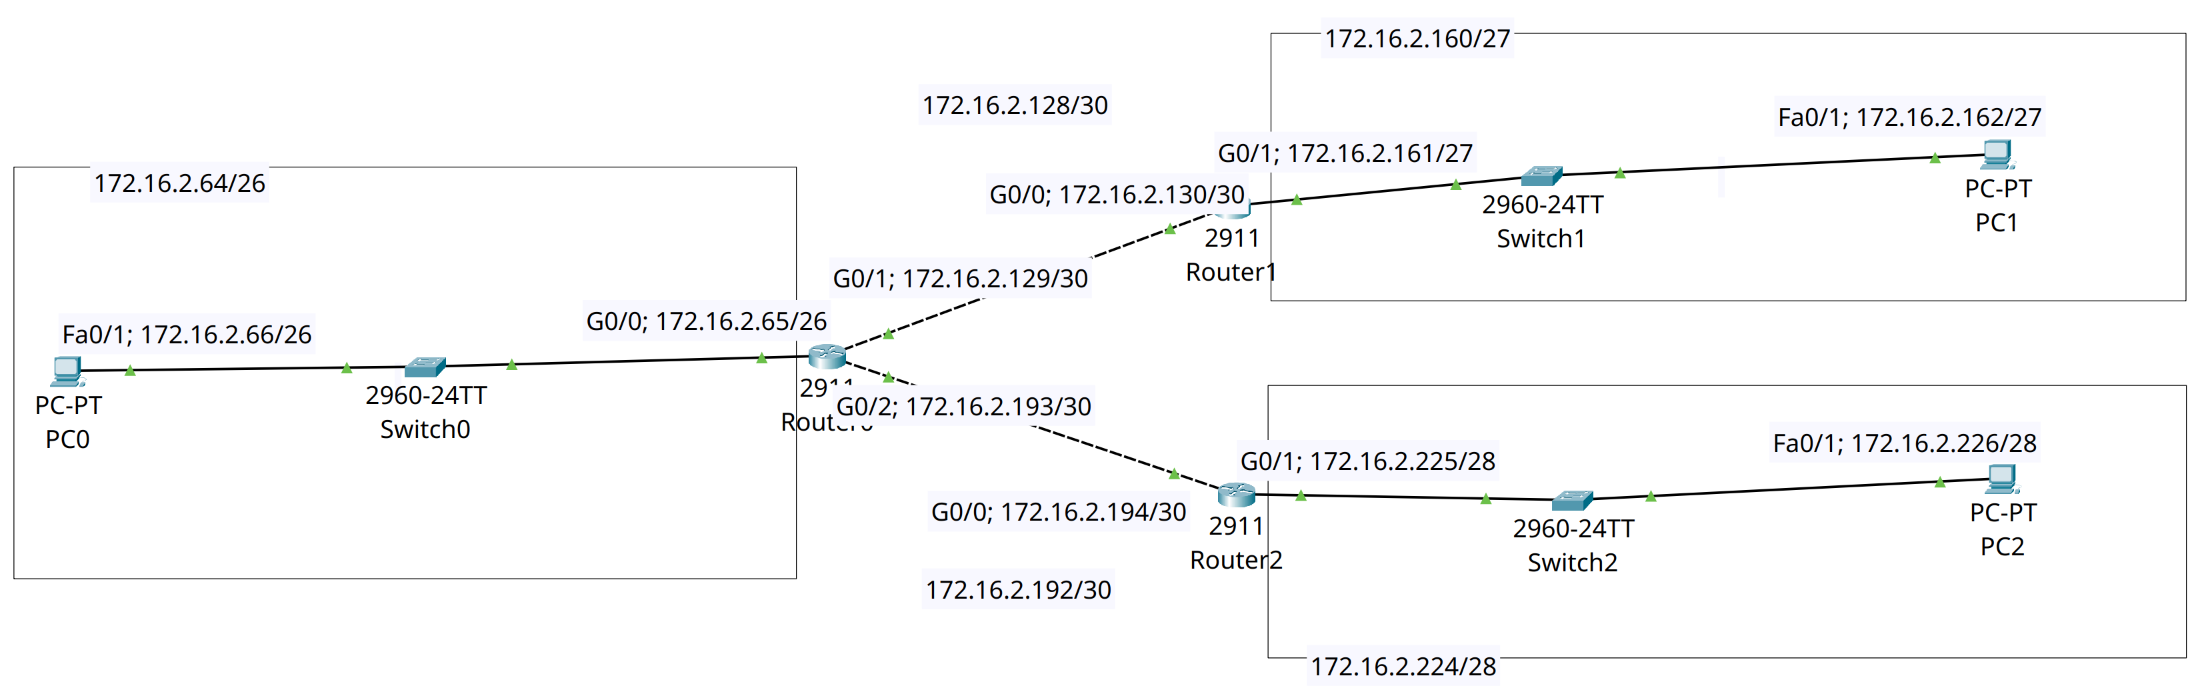 172.16.2.160/27
172.16.2.128/30
Fa0/1; 172.16.2.162/27
G0/1; 172.16.2.161/27
172.16.2.64/26
G0/0; 172.16.2.130/30
PC-PT
PC1
2960-24TT
Switch1
2911
Router1
G0/1; 172.16.2.129/30
G0/0; 172.16.2.65/26
Fa0/1; 172.16.2.66/26
PC-PT
PC0
2960-24TT
Switch0
2911
Router0
G0/2; 172.16.2.193/30
G0/1; 172.16.2.225/28
Fa0/1; 172.16.2.226/28
G0/0; 172.16.2.194/30
2911
Router2
2960-24TT
Switch2
PC-PT
PC2
172.16.2.192/30
172.16.2.224/28